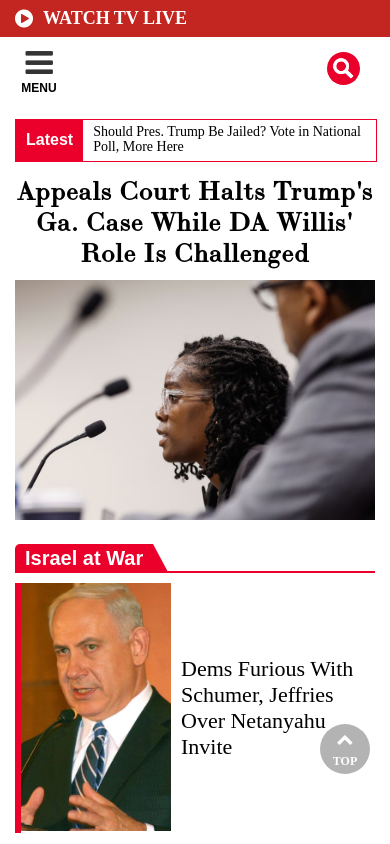 WATCH TV LIVE
MENU
Latest
Should Pres. Trump Be Jailed? Vote in National
Poll, More Here
Appeals Court Halts Trump's
Ga. Case While DA Willis'
Role Is Challenged
Israel at War
Dems Furious With
Schumer, Jeffries
Over Netanyahu
Invite
TOP